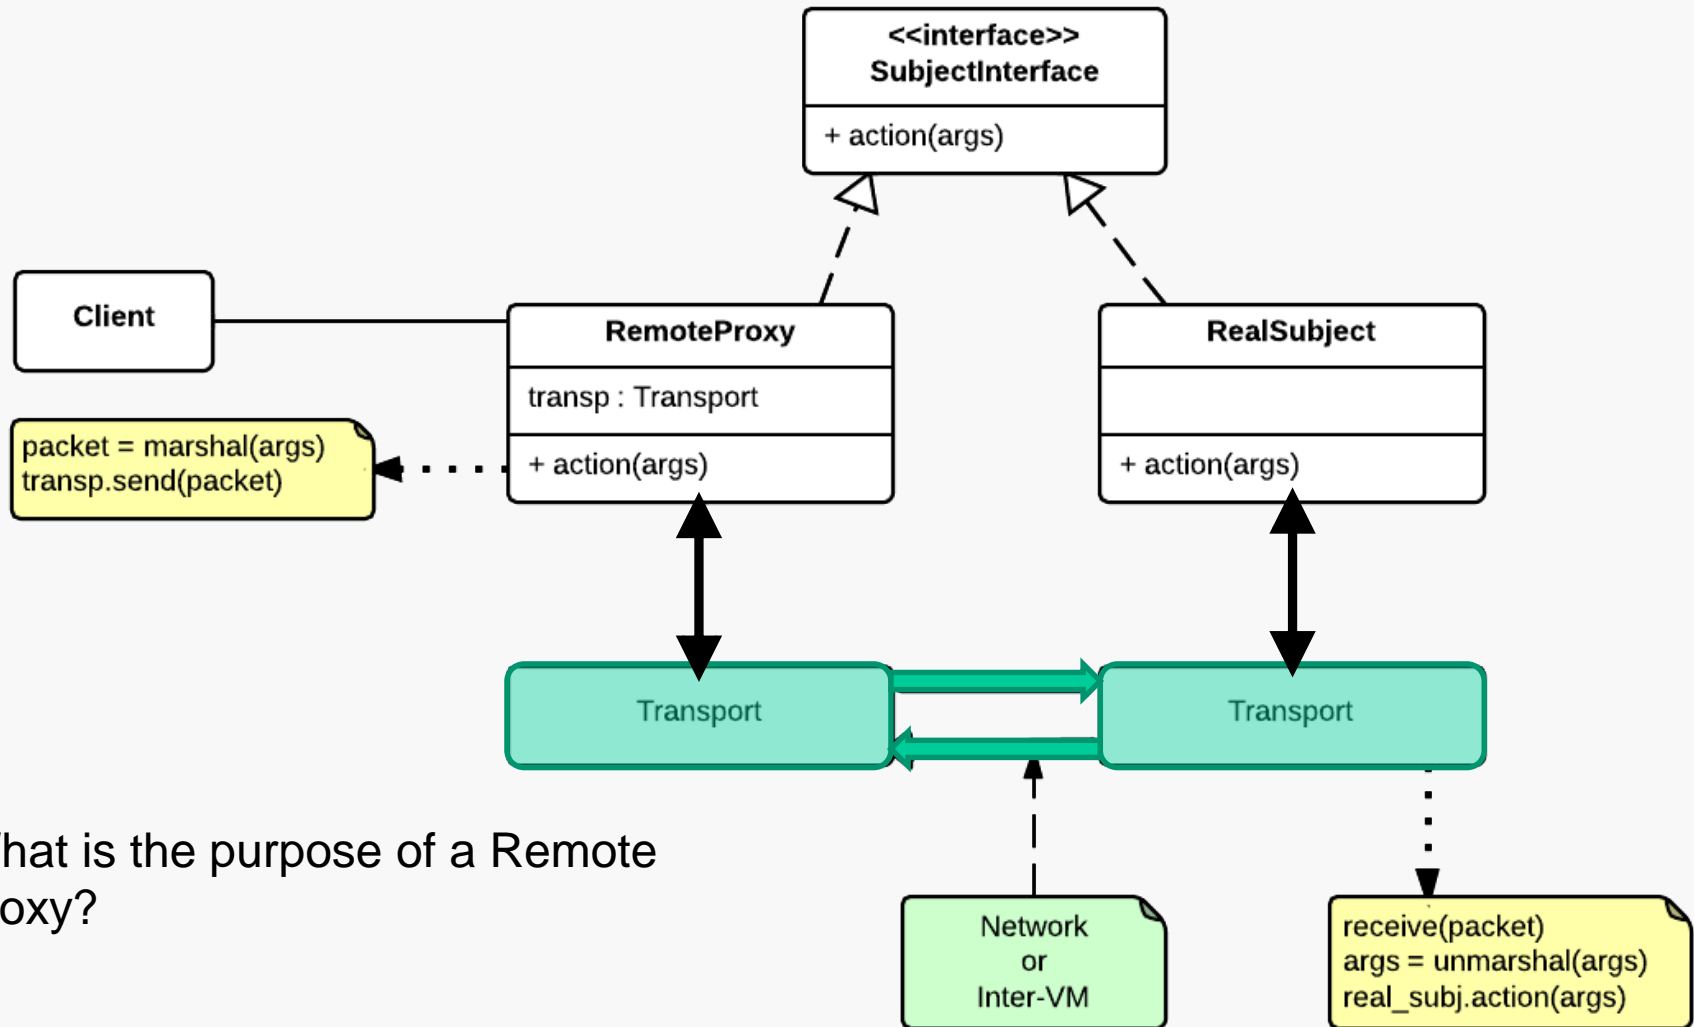 <<interface>>
SubjectInterface
+ action(args)
Client
RemoteProxy
transp : Transport
+ action(args)
RealSubject
+ action(args)
packet = marshal(args)
transp.send(packet)
Transport
Transport
hat is the purpose of a Remote
oxy?
Network
or
Inter-VM
receive(packet)
args = unmarshal(args)
real_subj.action(args)